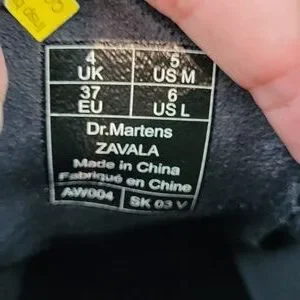 4 5
UK US M
37 6
EU US L
Dr.Martens
ZAVALA
Made in China
Fabriqué en Chine
AW004 SK 03 V